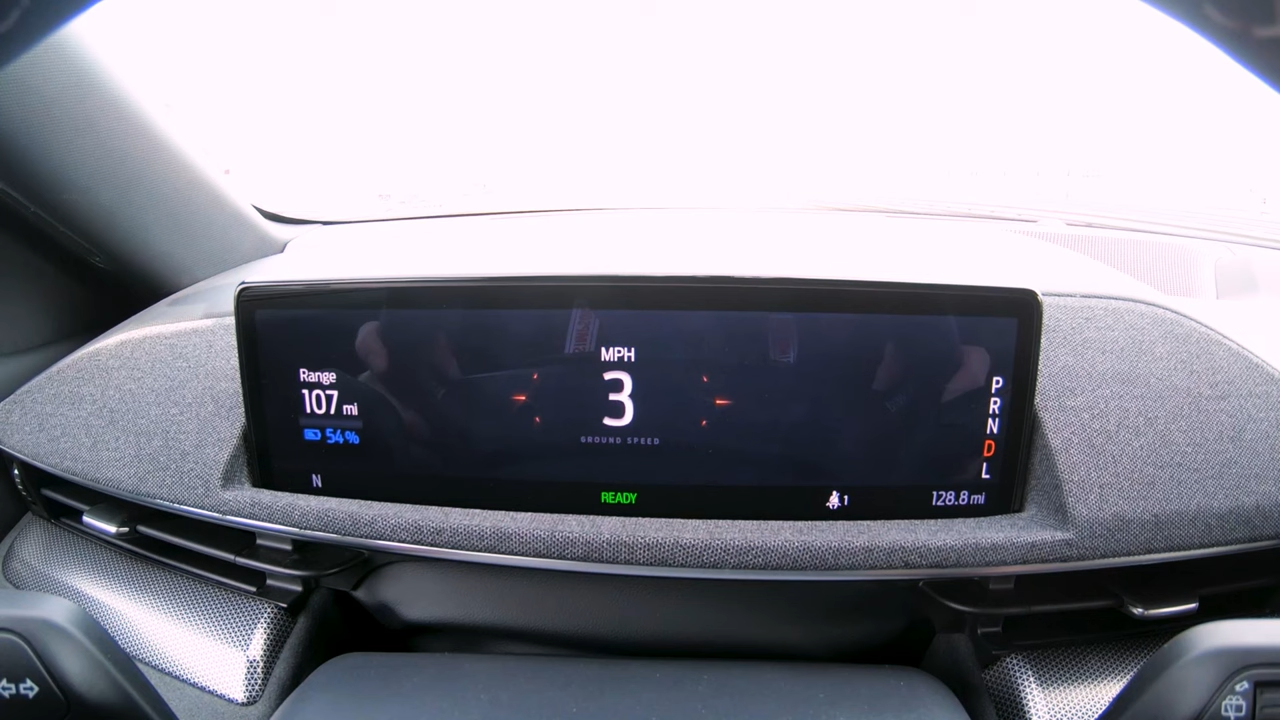 MPH
3
GROUND SPEED
Range
107 mi
54%
N
READY
1
128.8 mi
P
R
N
D
L